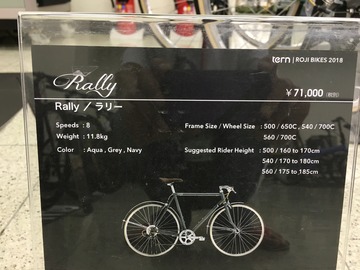 tern | ROJI BIKES 2018
Rally
¥71,000 (税別)
Rally / ラリー
Speeds : 8
Weight : 11.8kg
Color : Aqua , Grey , Navy
Frame Size / Wheel Size : 500 / 650C , 540 / 700C
560 / 700C
Suggested Rider Height : 500 / 160 to 170cm
540 / 170 to 180cm
560 / 175 to 185cm